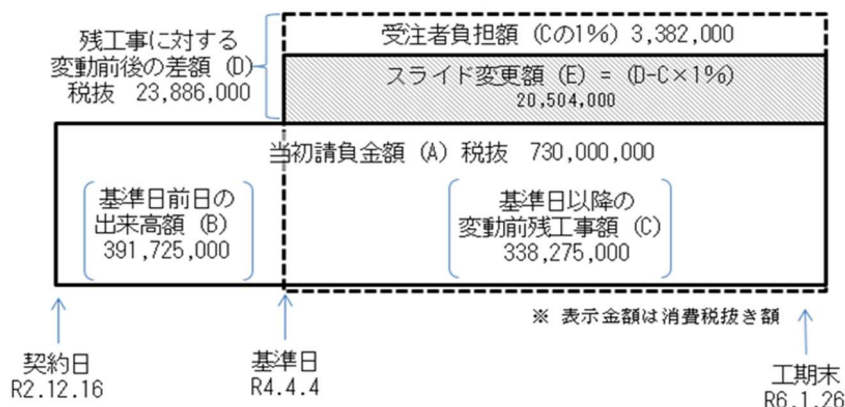 残工事に対する
変動前後の差額（D）
税抜　23,886,000
受注者負担額（Cの1%）3,382,000
スライド変更額（E）＝（D-C×1%）
20,504,000
当初請負金額（A）税抜　730,000,000
基準日前日の
出来高額（B）
391,725,000
基準日以降の
変動前残工事額（C）
338,275,000
※ 表示金額は消費税抜き額
契約日
R2.12.16
基準日
R4.4.4
工期末
R6.1.26